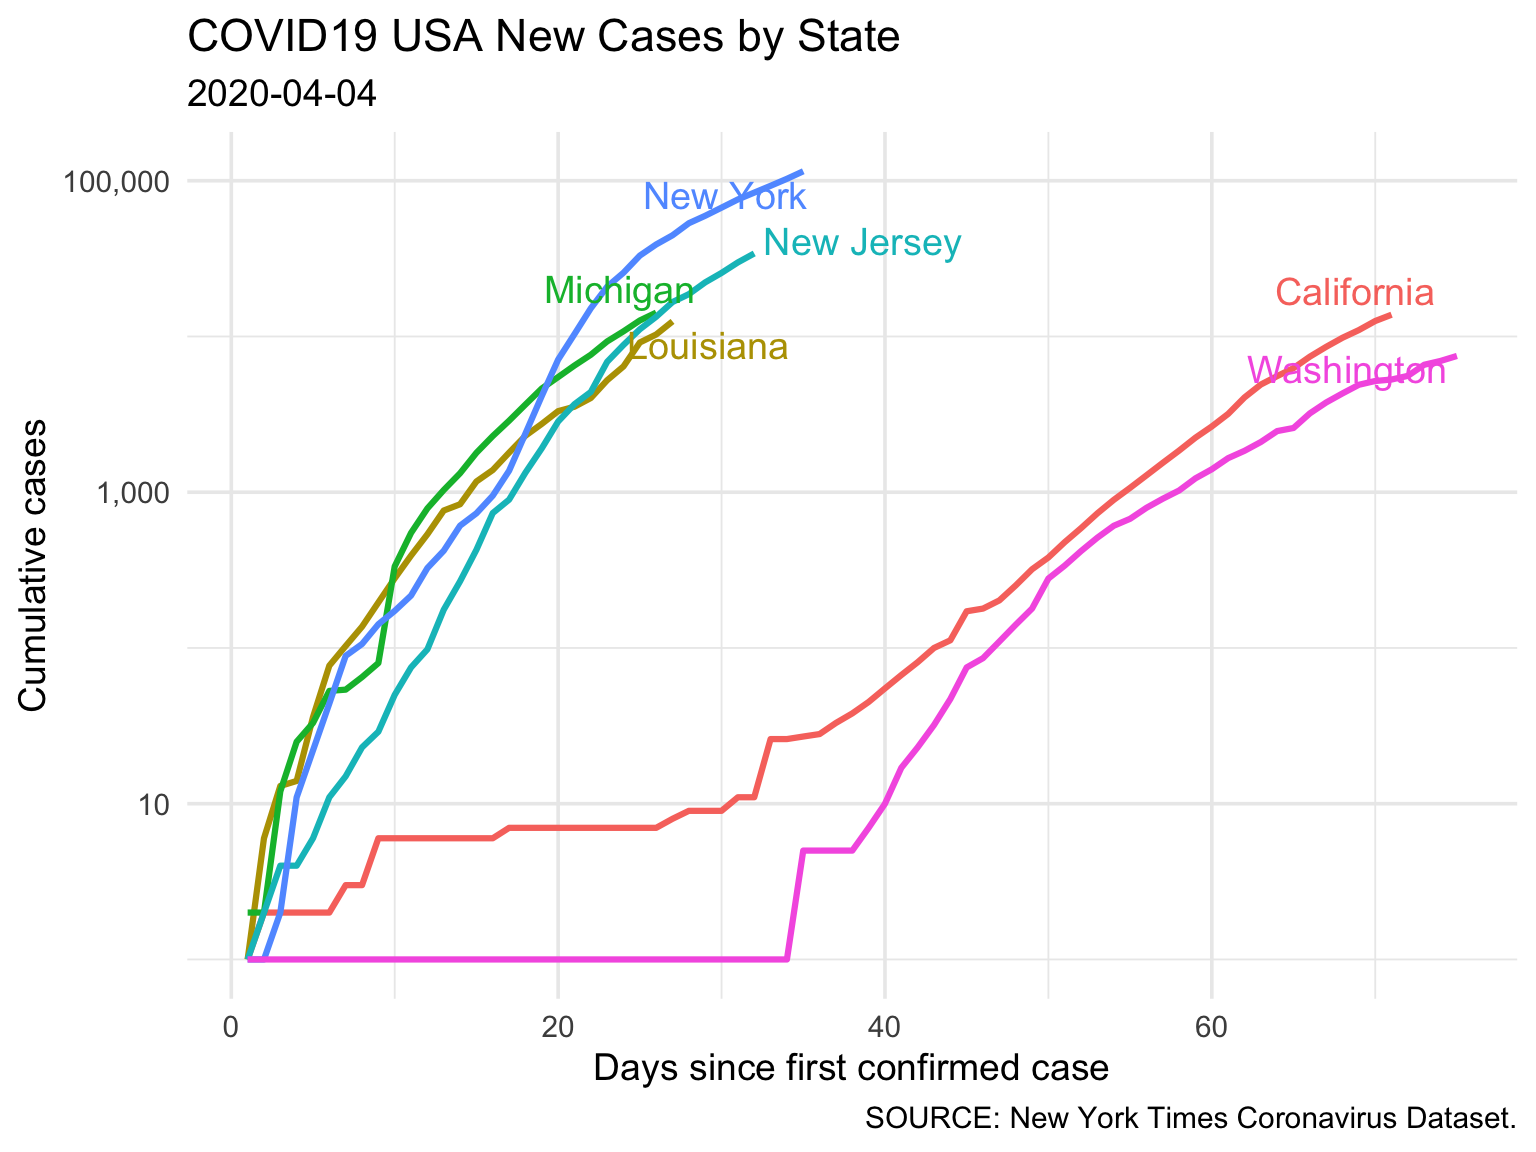 COVID19 USA New Cases by State
2020-04-04
Cumulative cases
100,000
1,000
10
New York
New Jersey
Michigan
Louisiana
California
Washington
0 20 40 60
Days since first confirmed case
SOURCE: New York Times Coronavirus Dataset.